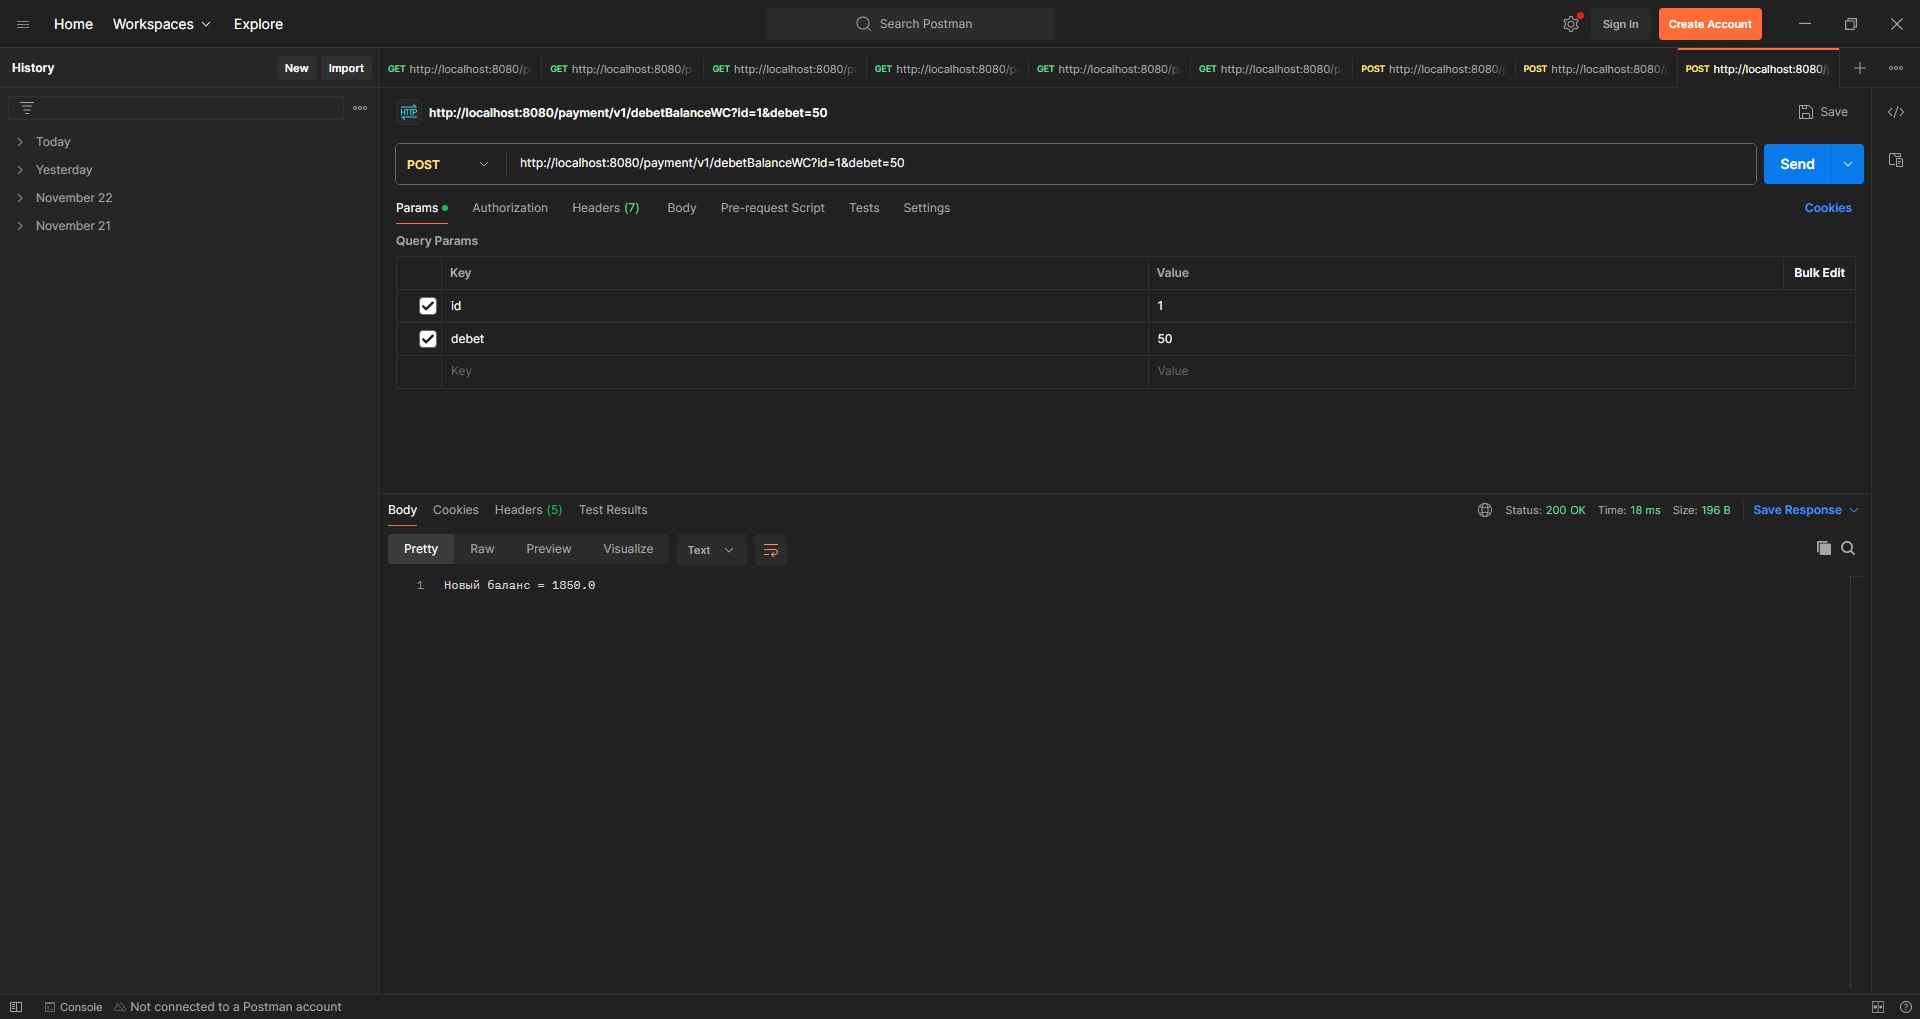 Home Workspaces Explore Search Postman Sign In Create Account
History New Import
GET http://localhost:8080/p GET http://localhost:8080/p GET http://localhost:8080/p GET http://localhost:8080/p GET http://localhost:8080/p GET http://localhost:8080/p POST http://localhost:8080/ POST http://localhost:8080/ POST http://localhost:8080/
Today
Yesterday
November 22
November 21
HTTP http://localhost:8080/payment/v1/debetBalanceWC?id=1&debet=50 Save
POST http://localhost:8080/payment/v1/debetBalanceWC?id=1&debet=50 Send
Params Authorization Headers (7) Body Pre-request Script Tests Settings Cookies
Query Params
Key Value Bulk Edit
id 1
debet 50
Key Value
Body Cookies Headers (5) Test Results Status: 200 OK Time: 18 ms Size: 196 B Save Response
Pretty Raw Preview Visualize Text
1 Новый баланс = 1850.0
Console Not connected to a Postman account